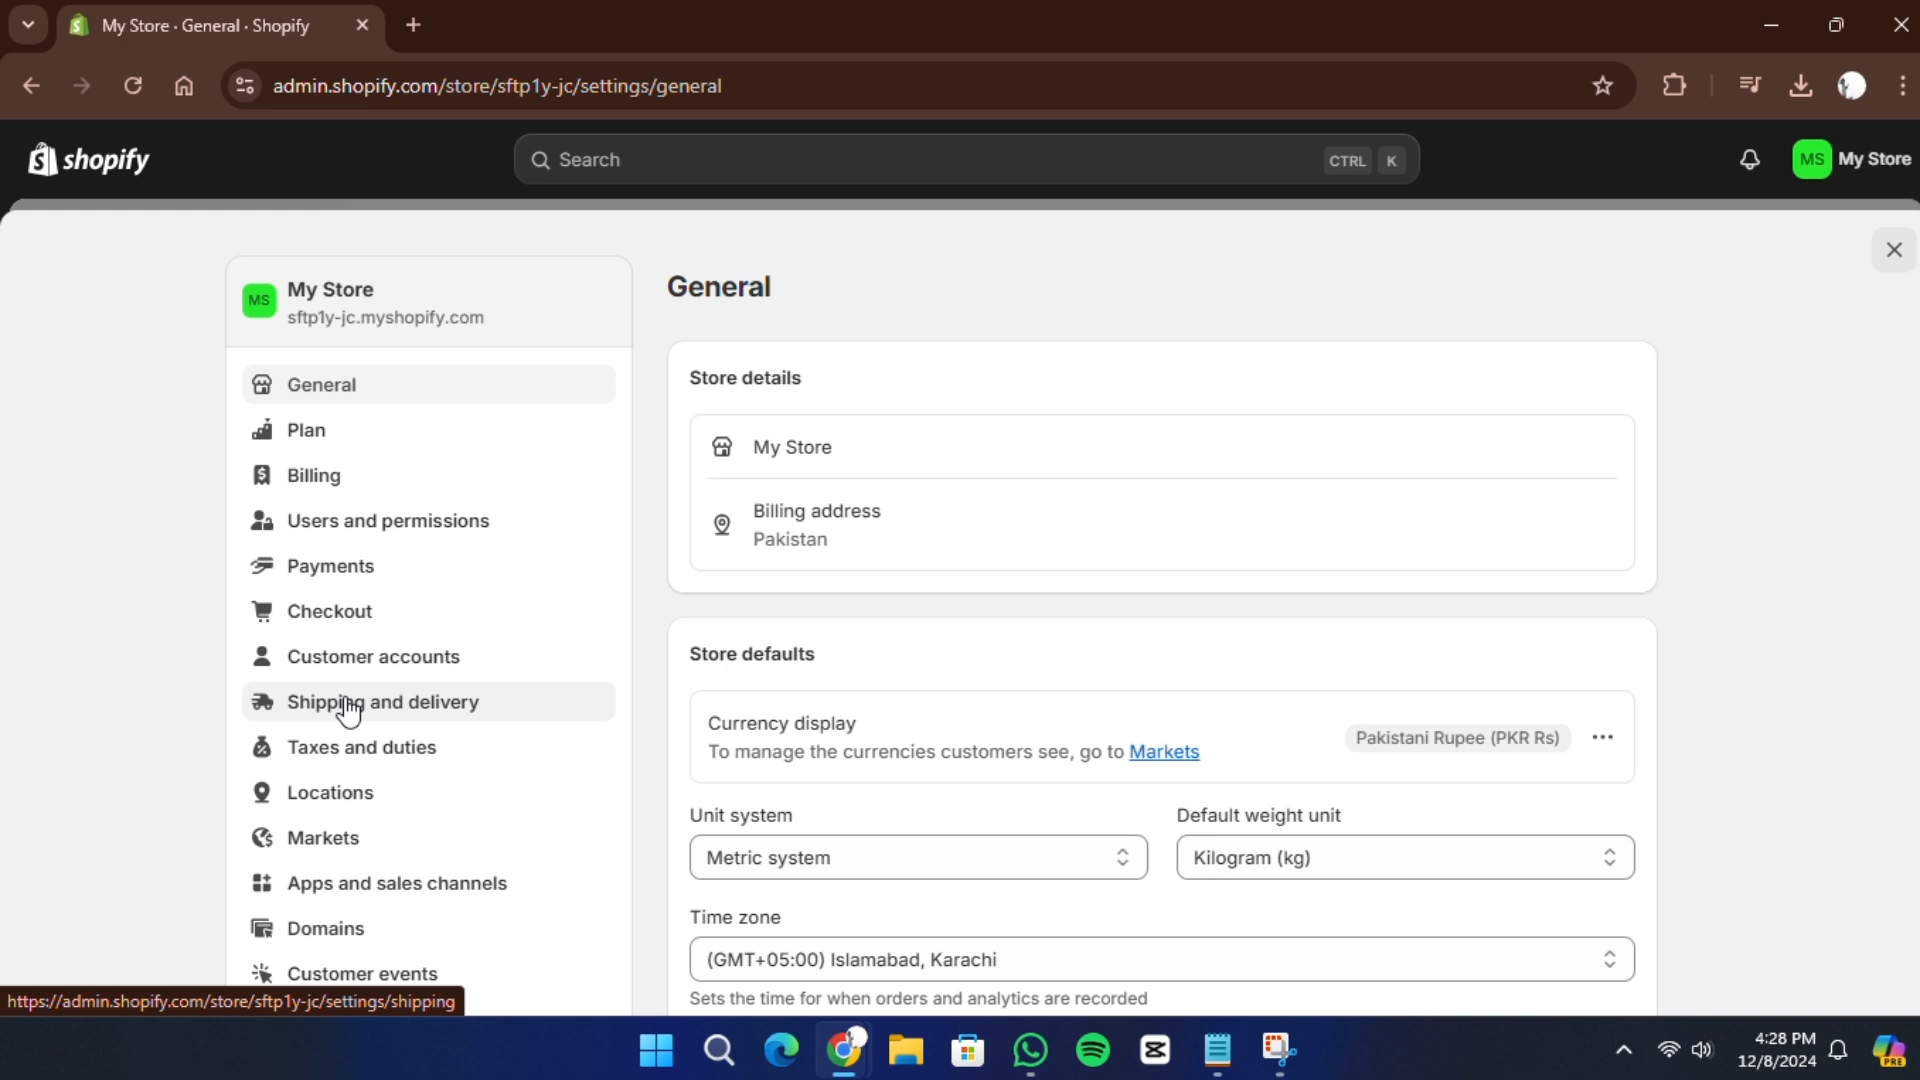 My Store · General · Shopify
admin.shopify.com/store/sftp1y-jc/settings/general
shopify
Search
CTRL K
MS My Store
MS
My Store
sftp1y-jc.myshopify.com
General
Plan
Billing
Users and permissions
Payments
Checkout
Customer accounts
Shipping and delivery
Taxes and duties
Locations
Markets
Apps and sales channels
Domains
Customer events
General
Store details
My Store
Billing address
Pakistan
Store defaults
Currency display
To manage the currencies customers see, go to Markets
Pakistani Rupee (PKR Rs)
Unit system
Metric system
Default weight unit
Kilogram (kg)
Time zone
(GMT+05:00) Islamabad, Karachi
Sets the time for when orders and analytics are recorded
https://admin.shopify.com/store/sftp1y-jc/settings/shipping
4:28 PM
12/8/2024
PRE